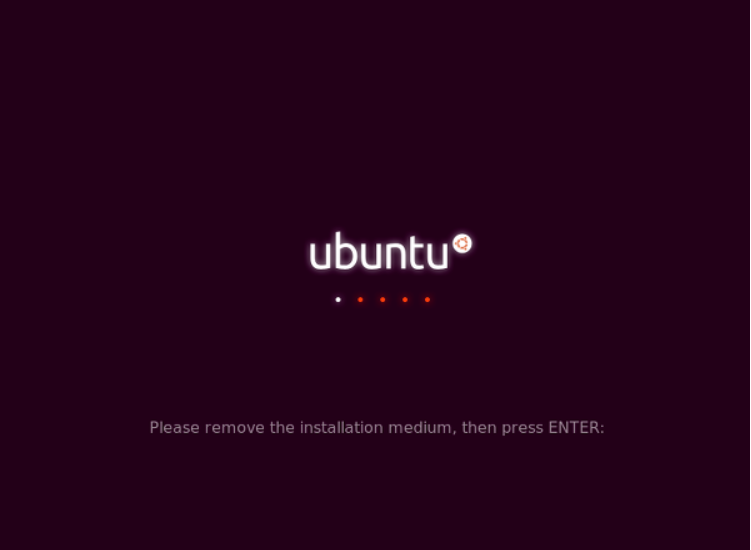 ubuntu
Please remove the installation medium, then press ENTER: